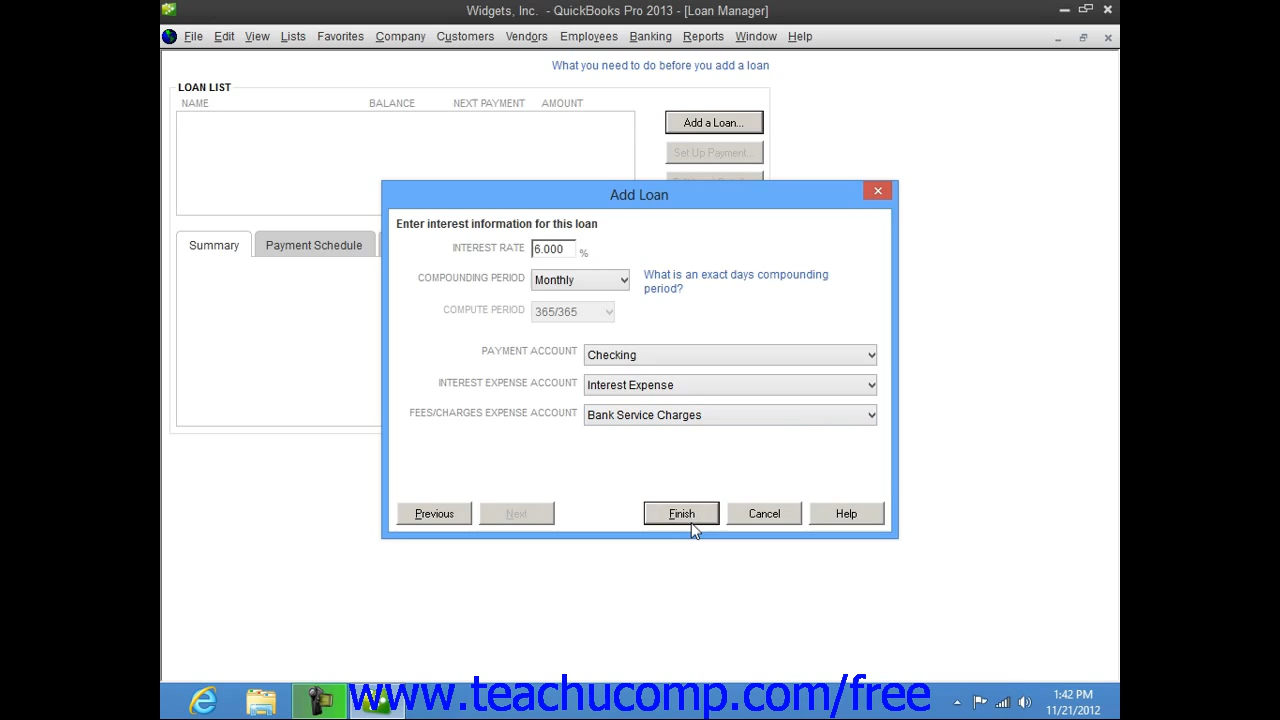 Widgets, Inc. - QuickBooks Pro 2013 - [Loan Manager]
File Edit View Lists Favorites Company Customers Vendors Employees Banking Reports Window Help
What you need to do before you add a loan
LOAN LIST
NAME BALANCE NEXT PAYMENT AMOUNT
Add a Loan...
Set Up Payment...
Add Loan
Enter interest information for this loan
INTEREST RATE 6.000 %
COMPOUNDING PERIOD Monthly
What is an exact days compounding
period?
COMPUTE PERIOD 365/365
PAYMENT ACCOUNT Checking
INTEREST EXPENSE ACCOUNT Interest Expense
FEES/CHARGES EXPENSE ACCOUNT Bank Service Charges
Previous Next Finish Cancel Help
Summary Payment Schedule
www.teachucomp.com/free
1:42 PM
11/21/2012